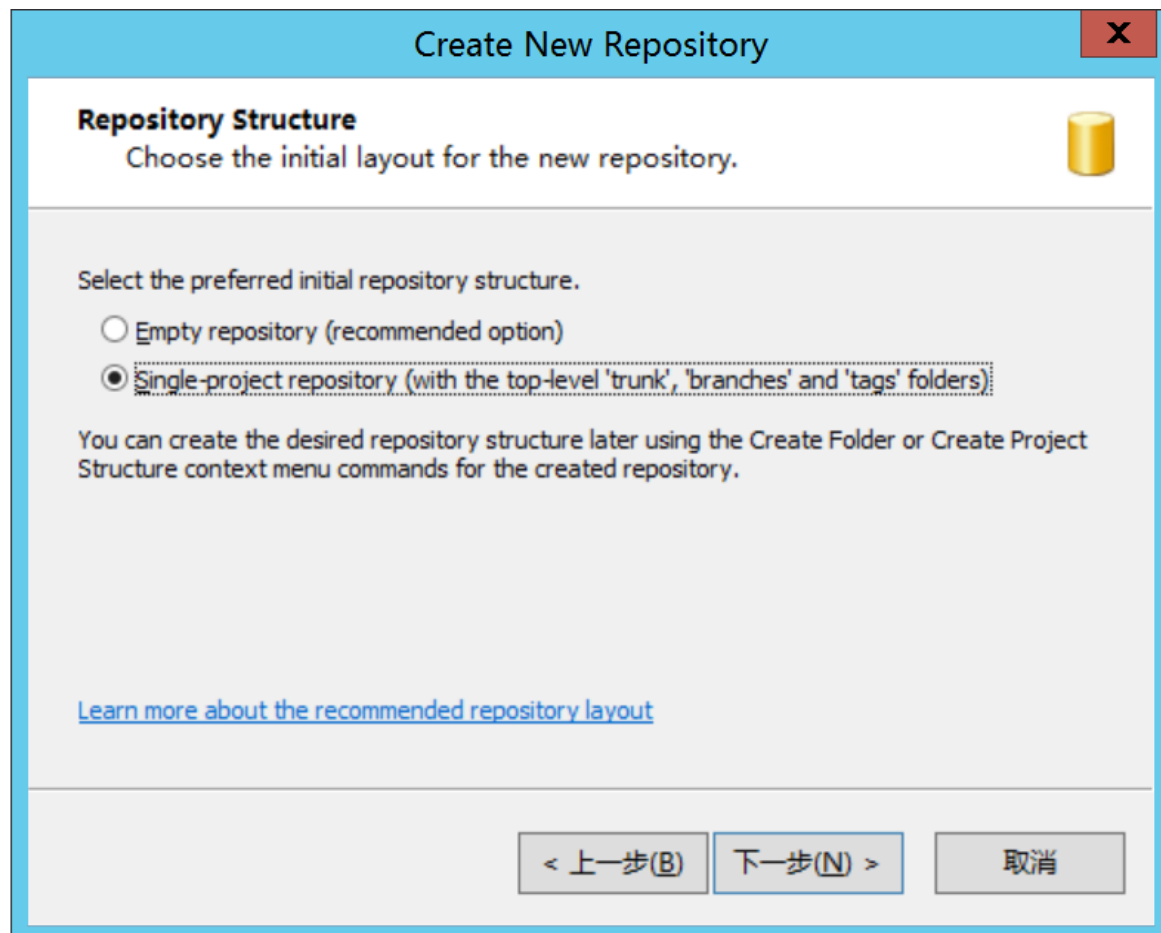 Create New Repository
X
Repository Structure
Choose the initial layout for the new repository.
Select the preferred initial repository structure.
Empty repository (recommended option)
Single-project repository (with the top-level 'trunk', 'branches' and 'tags' folders)
You can create the desired repository structure later using the Create Folder or Create Project
Structure context menu commands for the created repository.
Learn more about the recommended repository layout
< 上一步(B)
下一步(N) >
取消